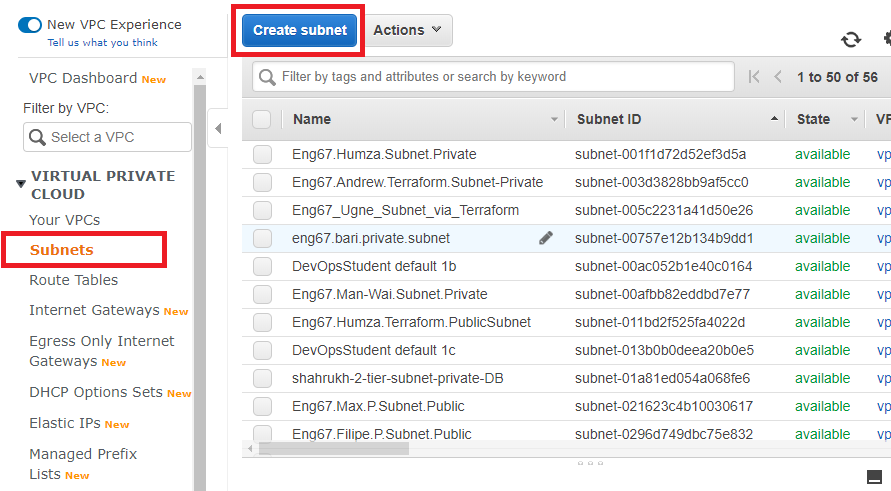 New VPC Experience
Tell us what you think
VPC Dashboard New
Filter by VPC:
Select a VPC
VIRTUAL PRIVATE
CLOUD
Your VPCs
Subnets
Route Tables
Internet Gateways New
Egress Only Internet
Gateways New
DHCP Options Sets New
Elastic IPs New
Managed Prefix
Lists New
Create subnet Actions
Filter by tags and attributes or search by keyword 1 to 50 of 56
Name Subnet ID State VP
Eng67.Humza.Subnet.Private subnet-001f1d72d52ef3d5a available vp
Eng67.Andrew.Terraform.Subnet-Private subnet-003d3828bb9af5cc0 available vp
Eng67_Ugne_Subnet_via_Terraform subnet-005c2231a41d50e26 available vp
eng67.bari.private.subnet subnet-00757e12b134b9dd1 available vp
DevOpsStudent default 1b subnet-00ac052b1e40c0164 available vp
Eng67.Man-Wai.Subnet.Private subnet-00afbb82eddbd7e77 available vp
Eng67.Humza.Terraform.PublicSubnet subnet-011bd2f525fa4022d available vp
DevOpsStudent default 1c subnet-013b0b0deea20b0e5 available vp
shahrukh-2-tier-subnet-private-DB subnet-01a81ed054a068fe6 available vp
Eng67.Max.P.Subnet.Public subnet-021623c4b10030617 available vp
Eng67.Filipe.P.Subnet.Public subnet-0296d749dbc75e832 available vp